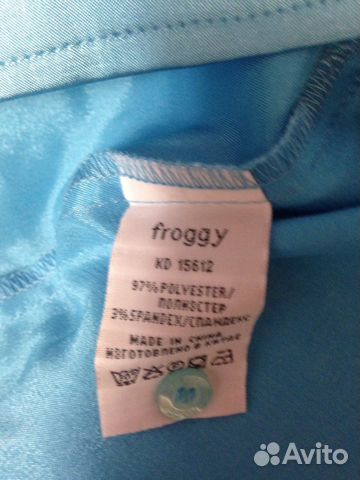 froggy
KD 15612
97%POLYESTER/
ПОЛИЭСТЕР
3%SPANDEX/СПАНДЕКС
MADE IN CHINA
ИЗГОТОВЛЕНО В КИТАЕ
Avito